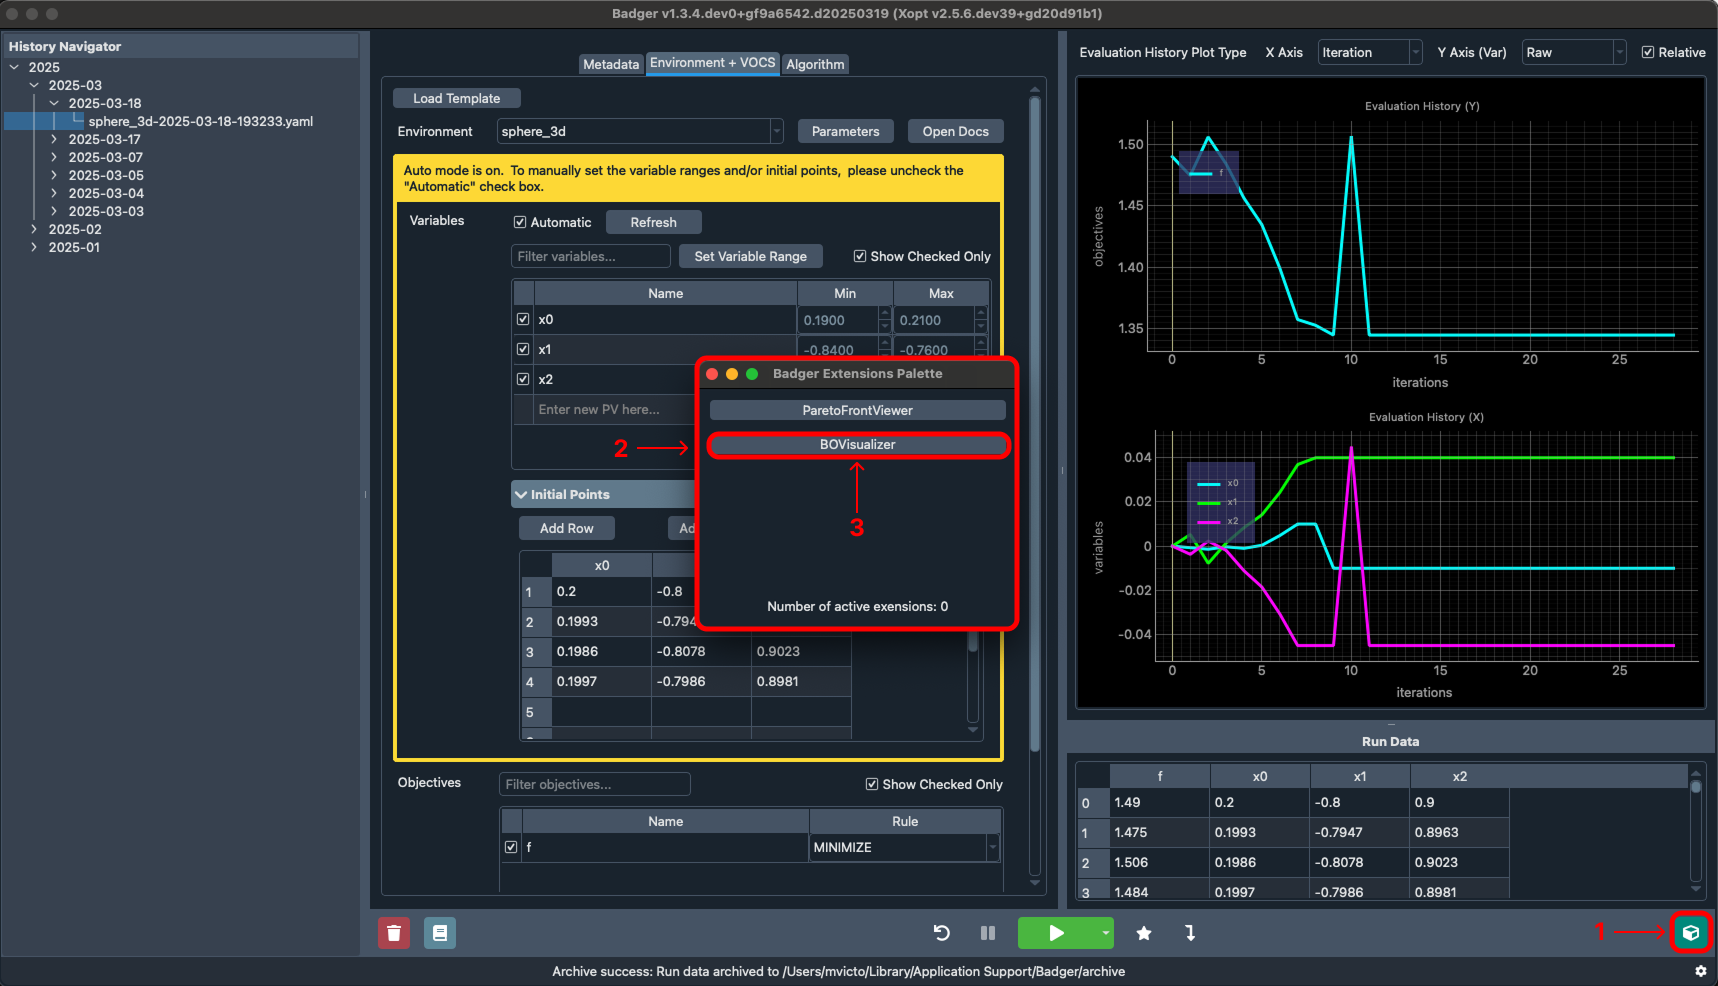 Badger v1.3.4.dev0+gf9a6542.d20250319 (Xopt v2.5.6.dev39+gd20d91b1)
History Navigator
2025
2025-03
2025-03-18
sphere_3d-2025-03-18-193233.yaml
2025-03-17
2025-03-07
2025-03-05
2025-03-04
2025-03-03
2025-02
2025-01
Metadata
Environment + VOCS
Algorithm
Load Template
Environment
sphere_3d
Parameters
Open Docs
Auto mode is on. To manually set the variable ranges and/or initial points, please uncheck the
"Automatic" check box.
Variables
Automatic
Refresh
Filter variables...
Set Variable Range
Show Checked Only
Name Min Max
x0 0.1900 0.2100
x1 -0.8400 -0.7600
x2
Enter new PV here...
Initial Points
Add Row
Ad
x0
1 0.2 -0.8
2 0.1993 -0.794
3 0.1986 -0.8078 0.9023
4 0.1997 -0.7986 0.8981
5
Objectives
Filter objectives...
Show Checked Only
Name Rule
f MINIMIZE
Badger Extensions Palette
ParetoFrontViewer
BOVisualizer
Number of active exensions: 0
2
3
1
Evaluation History Plot Type
X Axis
Iteration
Y Axis (Var)
Raw
Relative
Evaluation History (Y)
objectives
1.50
1.45
1.40
1.35
f
0 5 10 15 20 25
iterations
Evaluation History (X)
variables
0.04
0.02
0
-0.02
-0.04
x0
x1
x2
0 5 10 15 20 25
iterations
Run Data
f x0 x1 x2
0 1.49 0.2 -0.8 0.9
1 1.475 0.1993 -0.7947 0.8963
2 1.506 0.1986 -0.8078 0.9023
3 1.484 0.1997 -0.7986 0.8981
Archive success: Run data archived to /Users/mvicto/Library/Application Support/Badger/archive